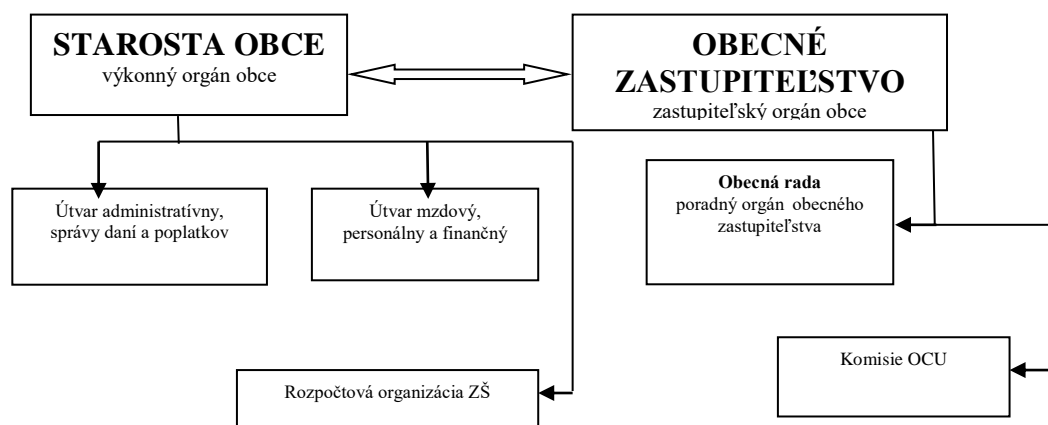 STAROSTA OBCE
výkonný orgán obce
OBECNÉ
ZASTUPITEĽSTVO
zastupiteľský orgán obce
Útvar administratívny,
správy daní a poplatkov
Útvar mzdový,
personálny a finančný
Obecná rada
poradný orgán obecného
zastupiteľstva
Rozpočtová organizácia ZŠ
Komisie OCU